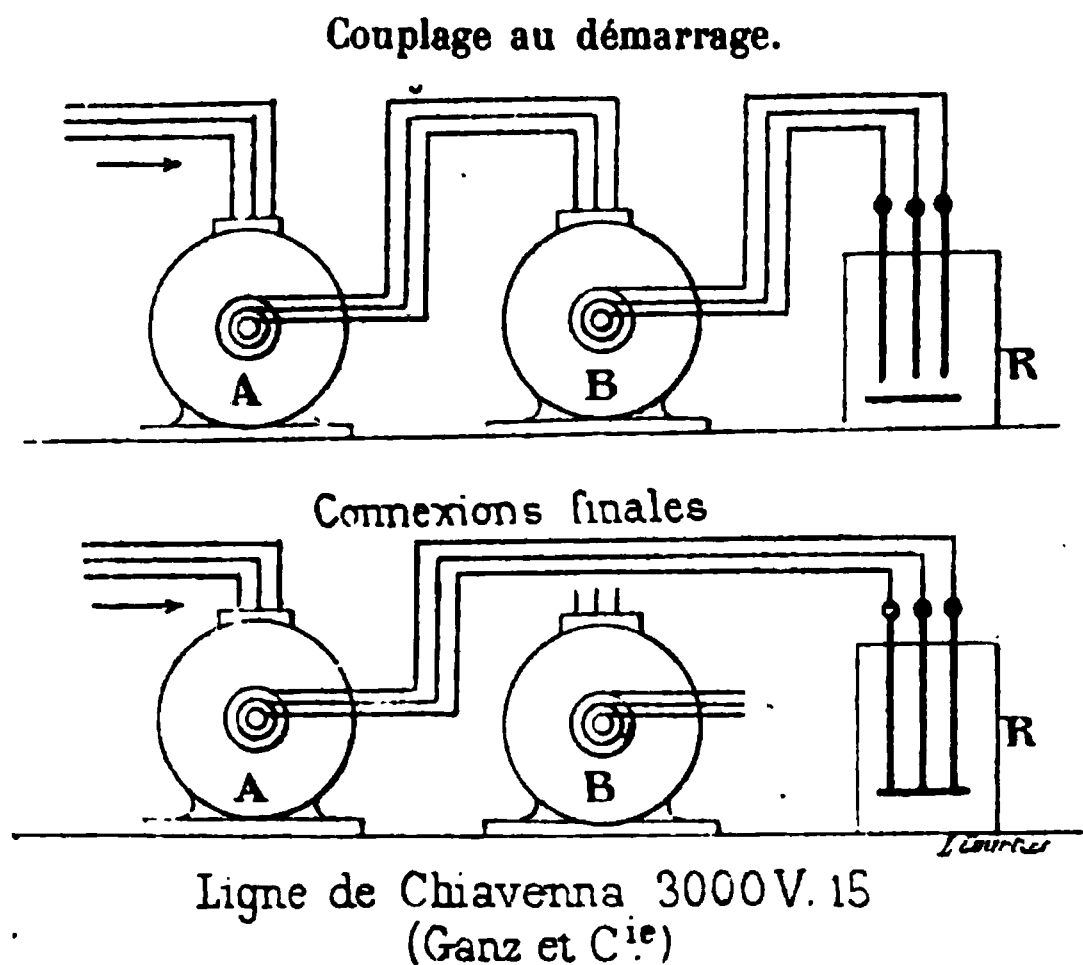 Couplage au démarrage.
A
B
R
Connexions finales
A
B
R
Ligne de Chiavenna 3000 V. 15
(Ganz et Cie)